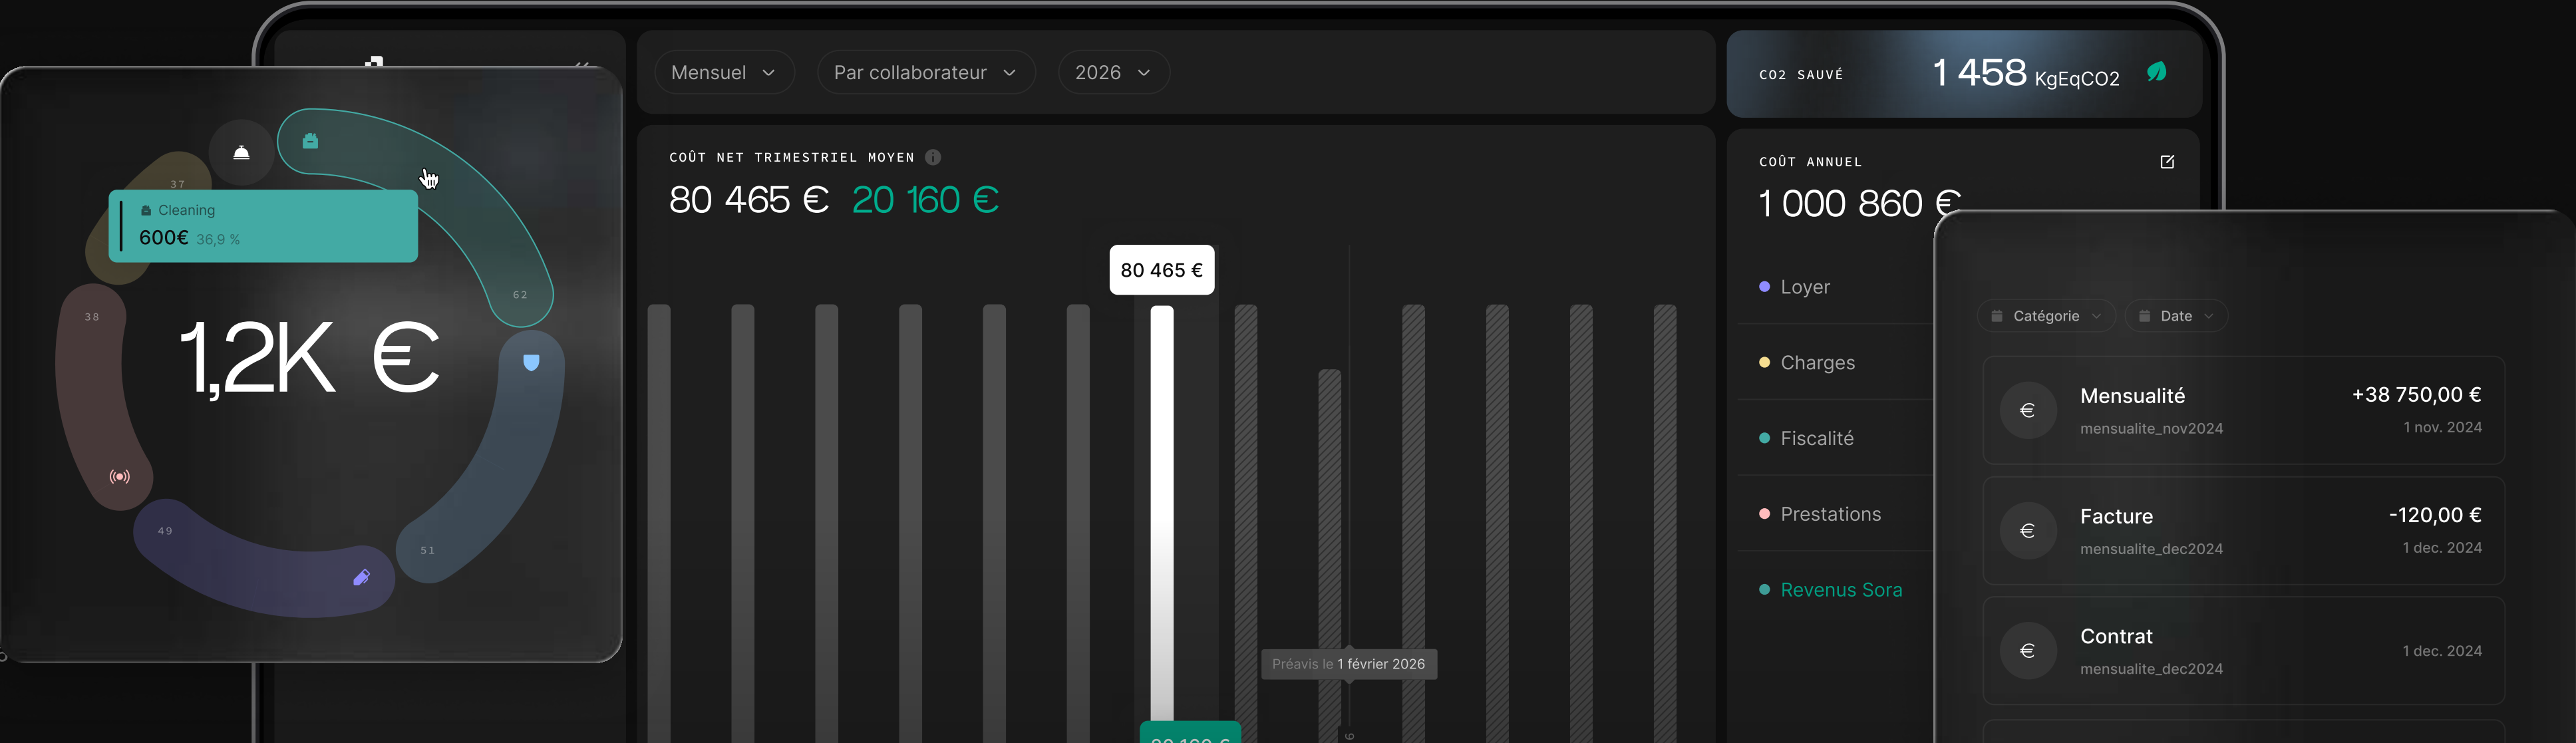 Mensuel
Par collaborateur
2026
CO2 SAUVÉ
1 458 KgEqCO2
COÛT NET TRIMESTRIEL MOYEN
80 465 € 20 160 €
COÛT ANNUEL
1 000 860 €
37
Cleaning
600€ 36,9 %
62
38
1,2K €
49
51
80 465 €
Préavis le 1 février 2026
Loyer
Charges
Fiscalité
Prestations
Revenus Sora
Catégorie
Date
Mensualité
+38 750,00 €
mensualite_nov2024
1 nov. 2024
Facture
-120,00 €
mensualite_dec2024
1 dec. 2024
Contrat
mensualite_dec2024
1 dec. 2024